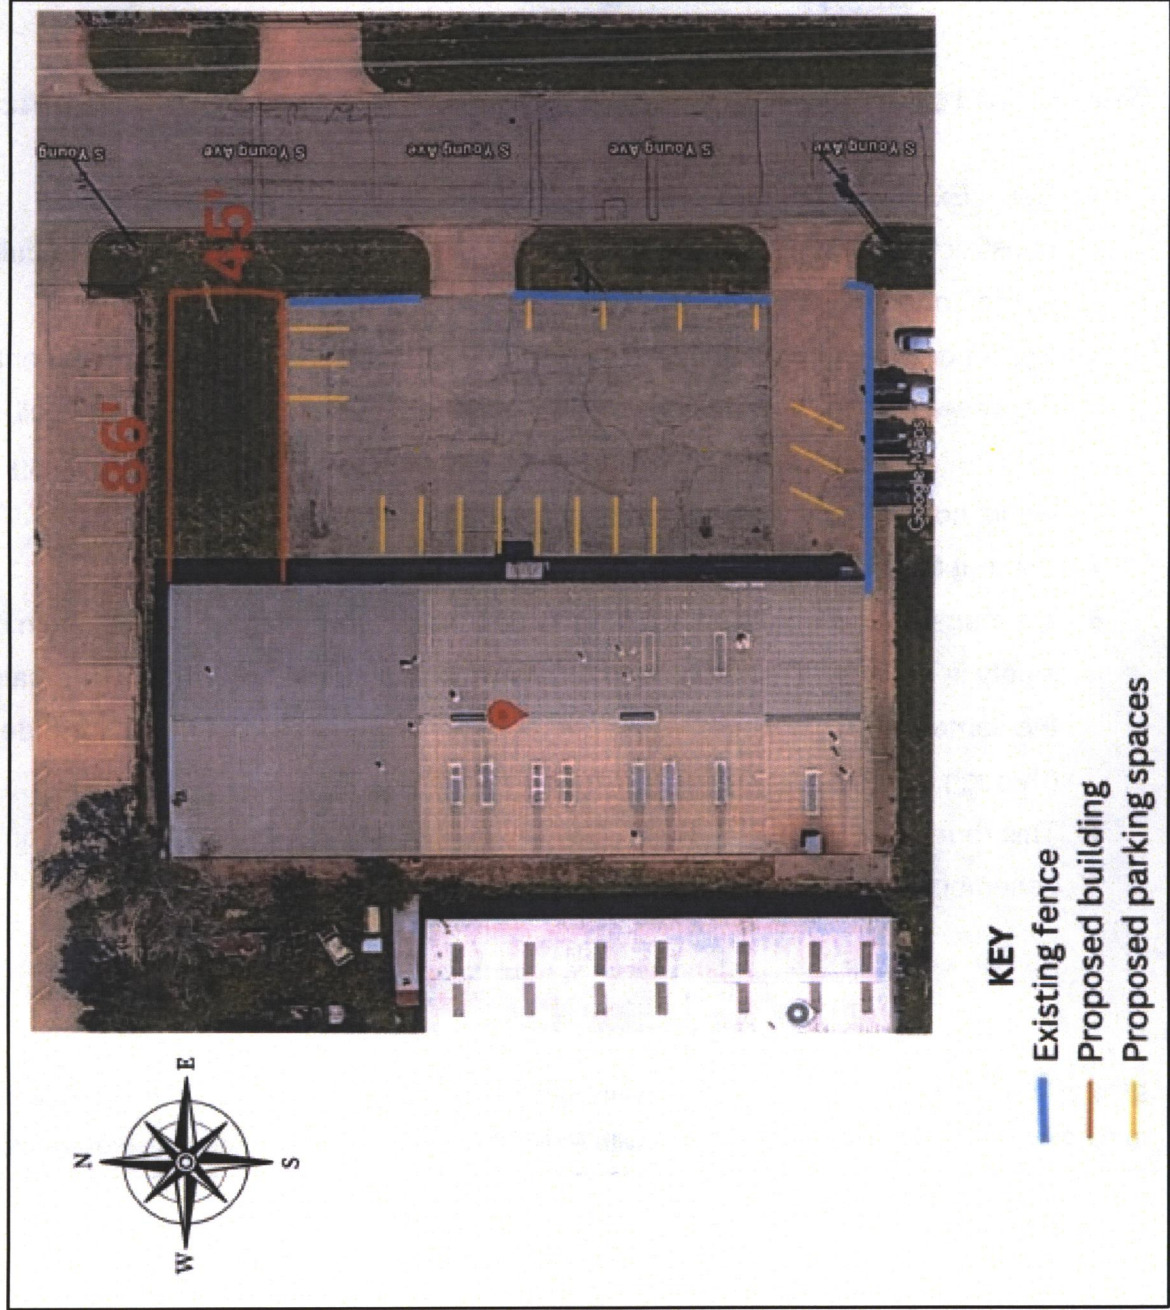 S Young
S Young Ave
S Young Ave
S Young Ave
S Young Ave
45'
86'
Google Maps
N
E
S
W
KEY
Existing fence
Proposed building
Proposed parking spaces